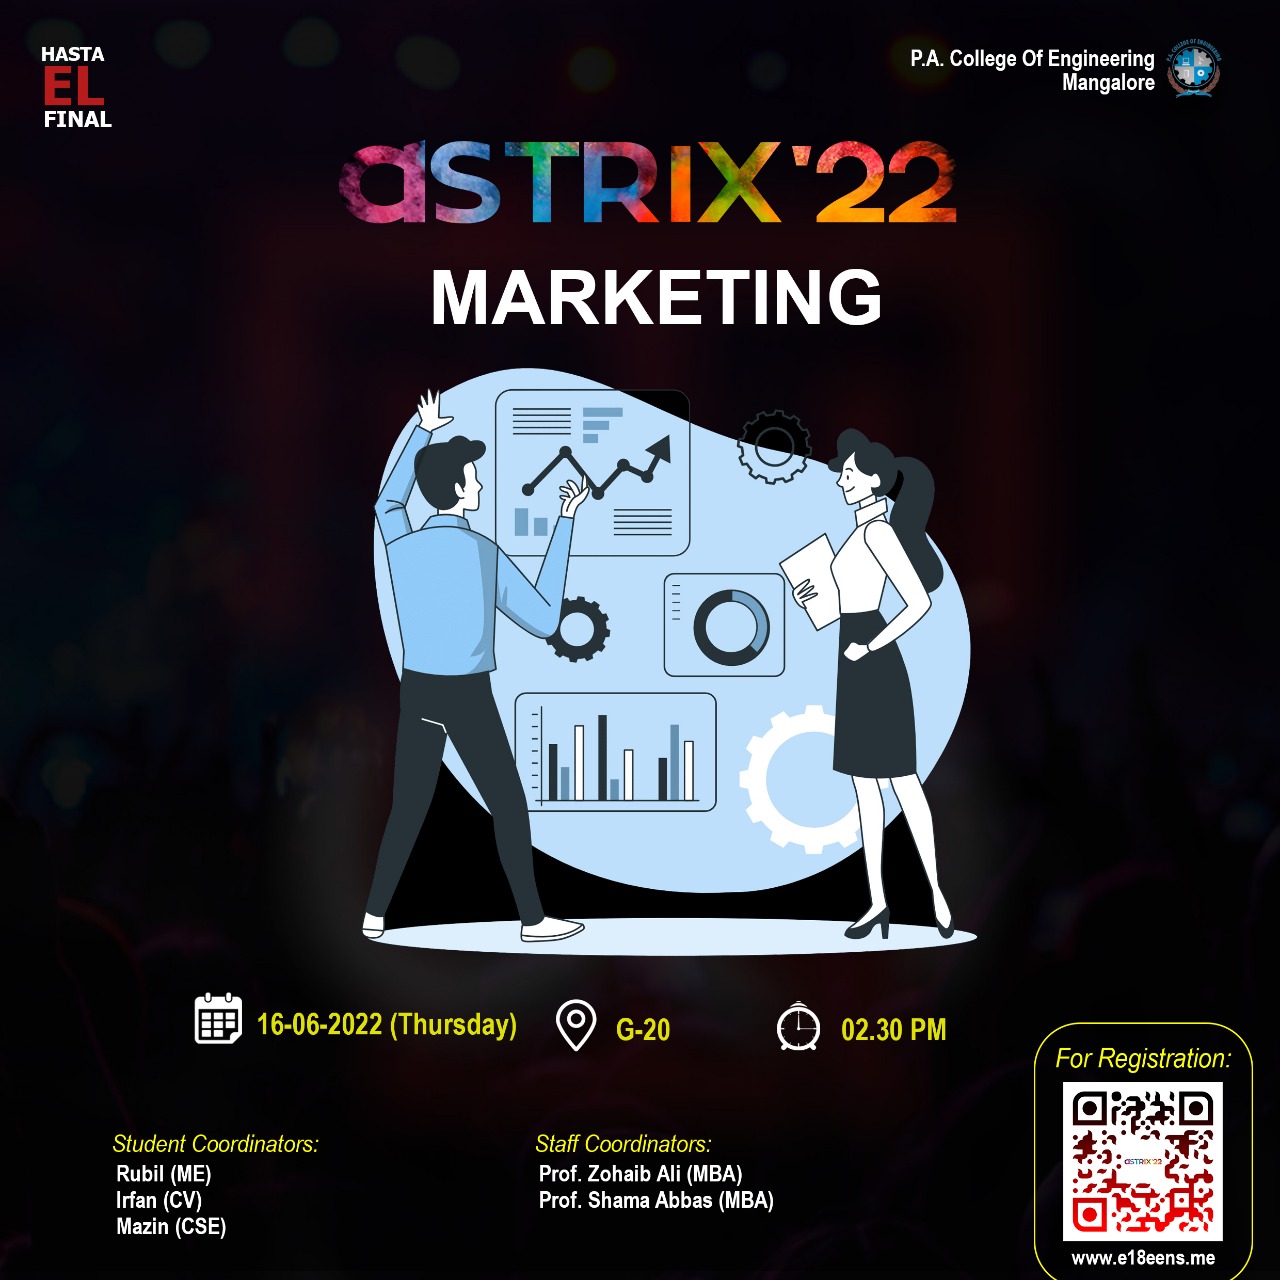 HASTA
EL
FINAL
P.A. College Of Engineering
Mangalore
aSTRIX'22
MARKETING
16-06-2022 (Thursday)
G-20
02.30 PM
Student Coordinators:
Rubil (ME)
Irfan (CV)
Mazin (CSE)
Staff Coordinators:
Prof. Zohaib Ali (MBA)
Prof. Shama Abbas (MBA)
For Registration:
aSTRIX'22
www.e18eens.me